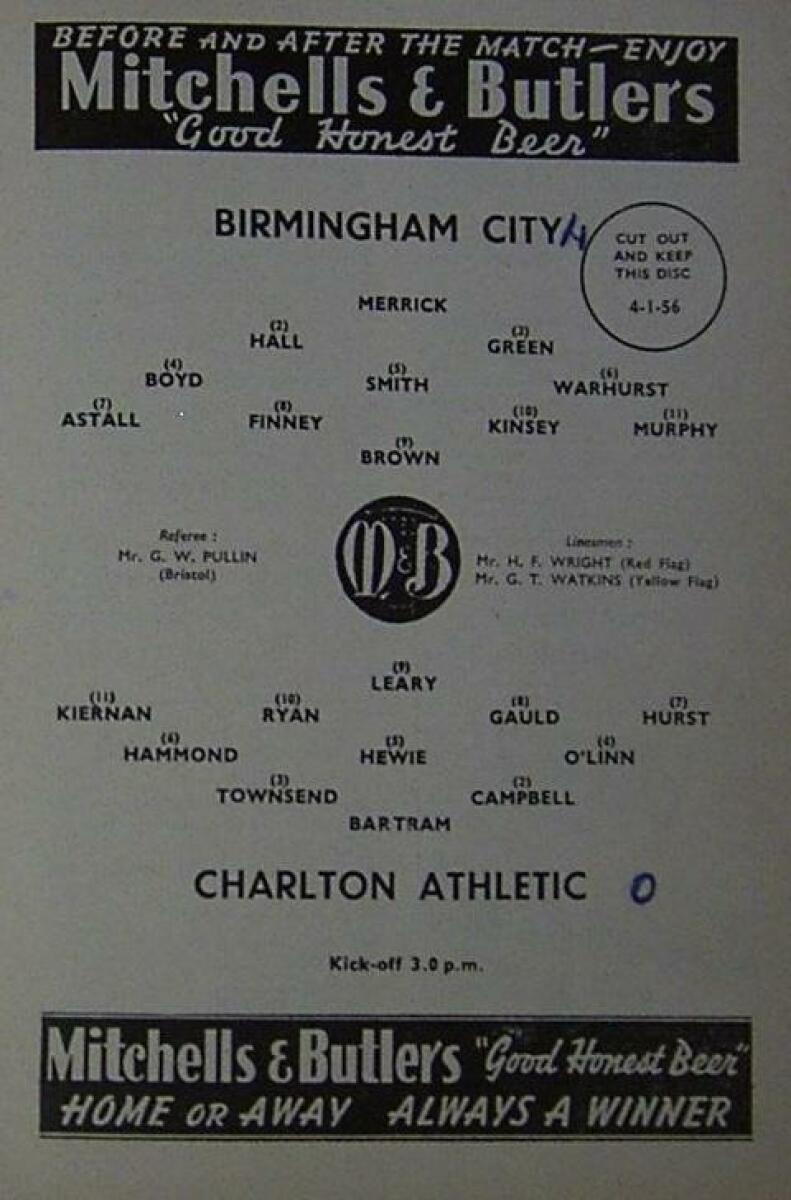 BEFORE AND AFTER THE MATCH—ENJOY
Mitchells & Butlers
"Good Honest Beer"
BIRMINGHAM CITY 4
CUT OUT
AND KEEP
THIS DISC
4-1-56
MERRICK
(2) (3)
HALL GREEN
(4) (5) (6)
BOYD SMITH WARHURST
(7) (8) (10) (11)
ASTALL FINNEY KINSEY MURPHY
(9)
BROWN
Referee :
Mr. G. W. PULLIN
(Bristol)
M & B
Linesmen :
Mr. H. F. WRIGHT (Red Flag)
Mr. G. T. WATKINS (Yellow Flag)
(9)
LEARY
(11) (10) (8) (7)
KIERNAN RYAN GAULD HURST
(6) (5) (4)
HAMMOND HEWIE O'LINN
(3) (2)
TOWNSEND CAMPBELL
BARTRAM
CHARLTON ATHLETIC 0
Kick-off 3.0 p.m.
Mitchells & Butlers "Good Honest Beer"
HOME OR AWAY ALWAYS A WINNER